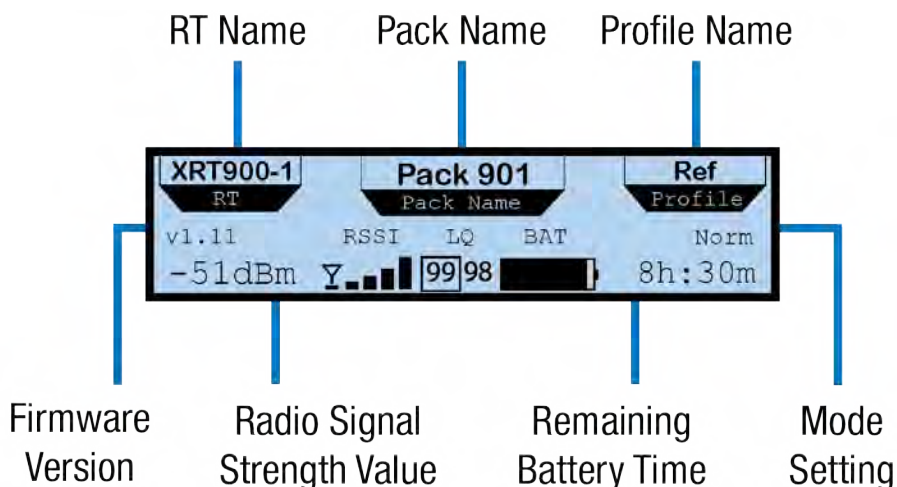 RT Name Pack Name Profile Name
XRT900-1 Pack 901 Ref
RT Pack Name Profile
v1.11 RSSI LQ BAT Norm
-51dBm 99 98 8h:30m
Firmware Version
Radio Signal Strength Value
Remaining Battery Time
Mode Setting